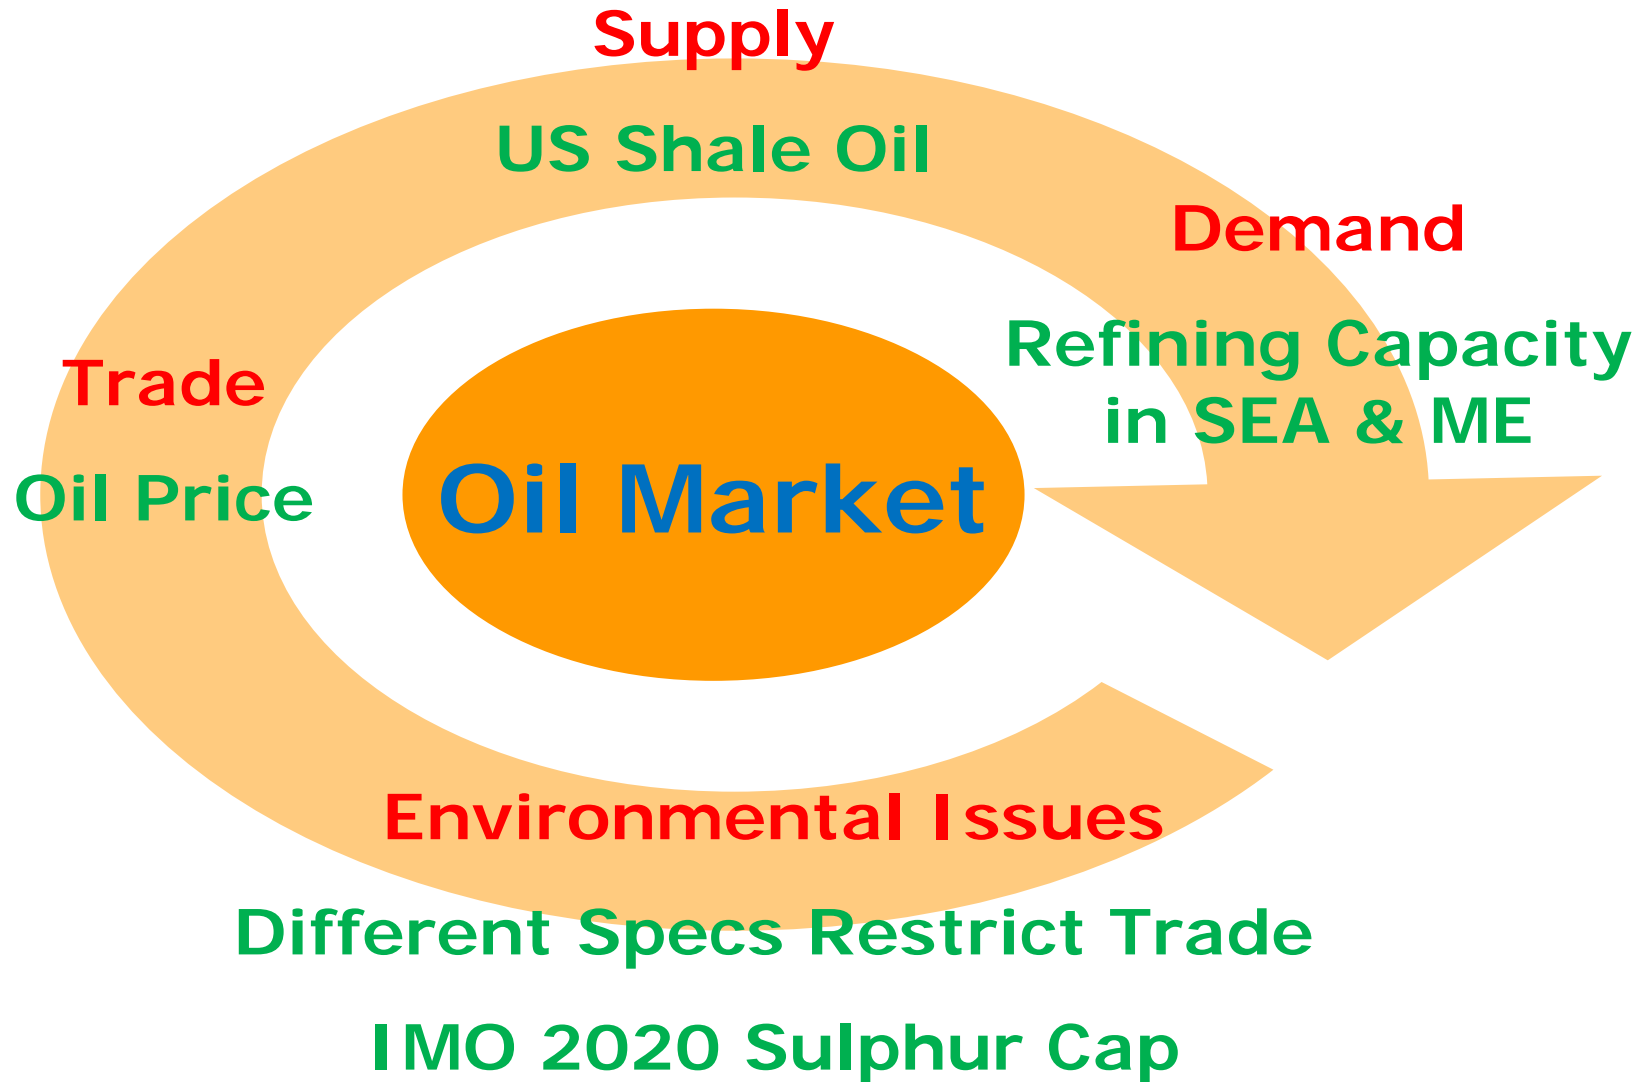 Supply
US Shale Oil
Demand
Refining Capacity
in SEA & ME
Trade
Oil Price
Oil Market
Environmental Issues
Different Specs Restrict Trade
IMO 2020 Sulphur Cap